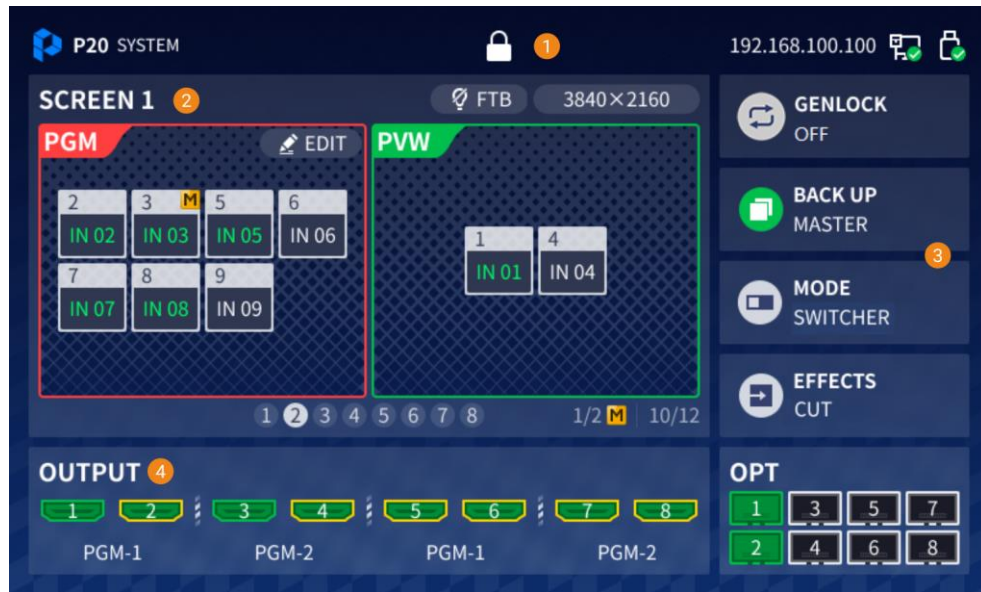 P20 SYSTEM
1
192.168.100.100
SCREEN 1 2
FTB
3840×2160
PGM
EDIT
PVW
2
3 M
5
6
IN 02
IN 03
IN 05
IN 06
7
8
9
IN 07
IN 08
IN 09
1
4
IN 01
IN 04
1 2 3 4 5 6 7 8
1/2 M
10/12
GENLOCK
OFF
BACK UP
MASTER
3
MODE
SWITCHER
EFFECTS
CUT
OUTPUT 4
1 2 3 4 5 6 7 8
PGM-1 PGM-2 PGM-1 PGM-2
OPT
1 3 5 7
2 4 6 8